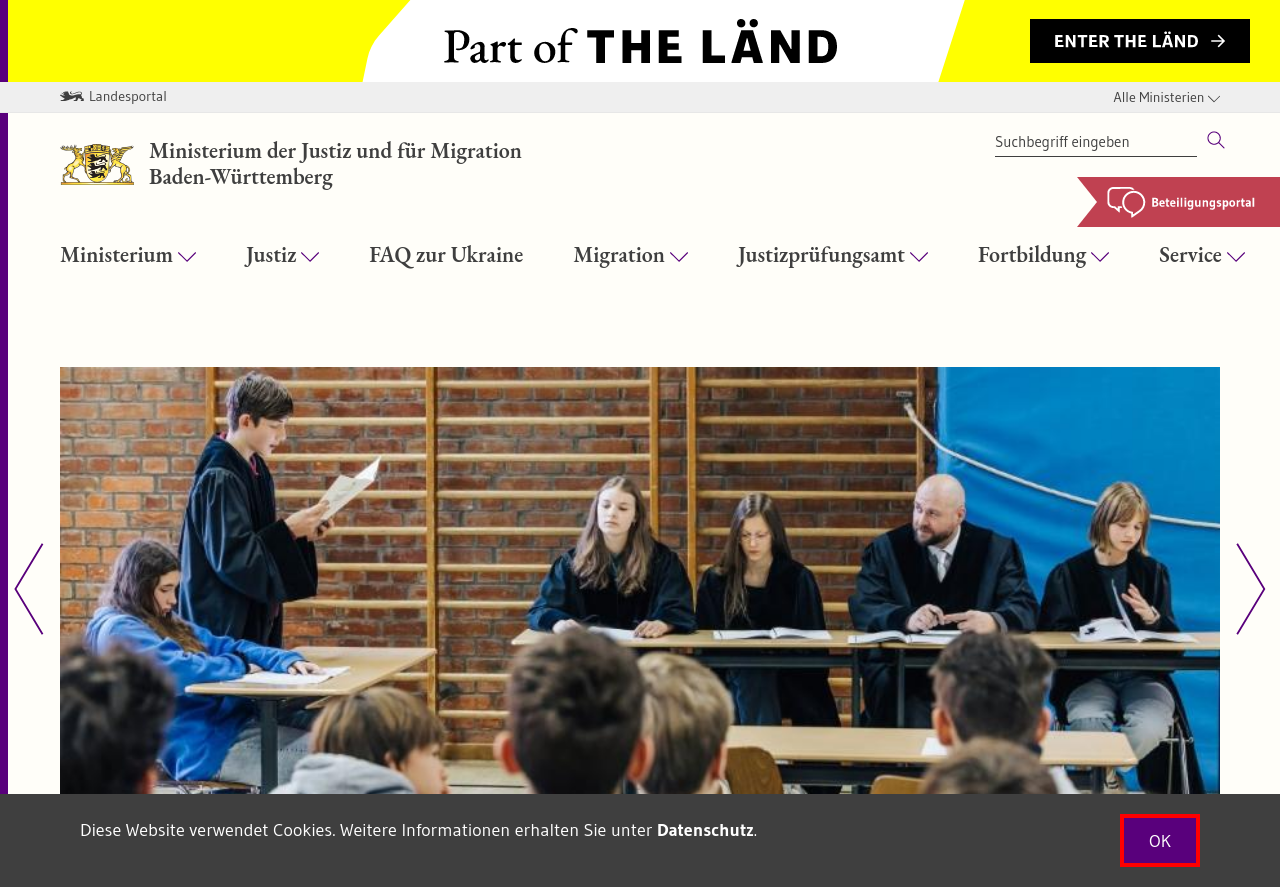 Part of THE LÄND
ENTER THE LÄND
Landesportal
Alle Ministerien
Ministerium der Justiz und für Migration
Baden-Württemberg
Suchbegriff eingeben
Beteiligungsportal
Ministerium
Justiz
FAQ zur Ukraine
Migration
Justizprüfungsamt
Fortbildung
Service
Diese Website verwendet Cookies. Weitere Informationen erhalten Sie unter Datenschutz.
OK